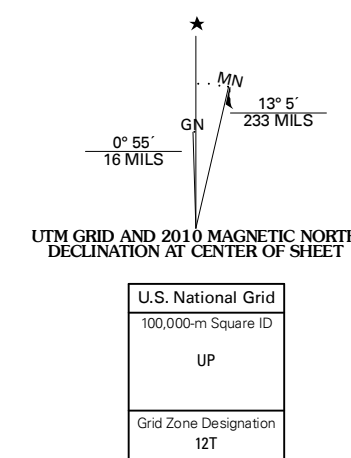 ★
MN
13° 5´
233 MILS
GN
0° 55´
16 MILS
UTM GRID AND 2010 MAGNETIC NORTH
DECLINATION AT CENTER OF SHEET
U.S. National Grid
100,000-m Square ID
UP
Grid Zone Designation
12T